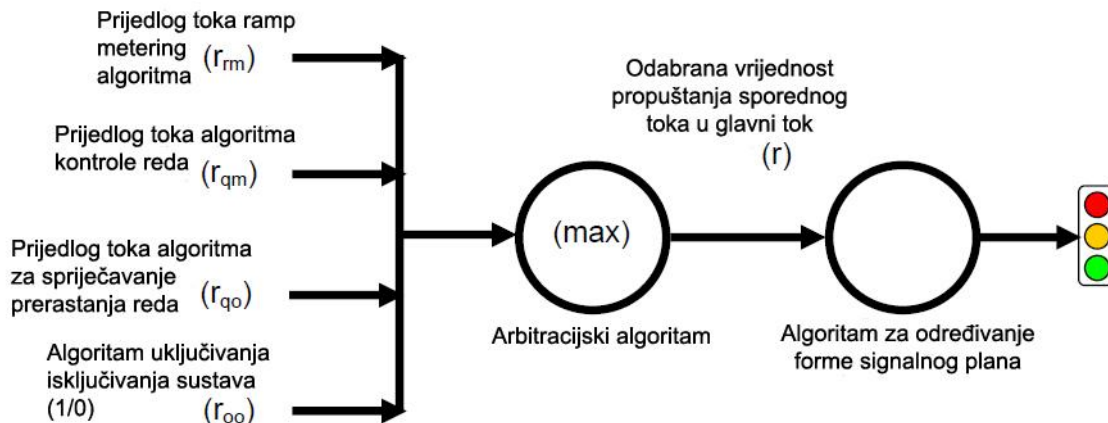 Prijedlog toka ramp
metering
algoritma (rrm)
Prijedlog toka algoritma
kontrole reda (rqm)
Prijedlog toka algoritma
za spriječavanje
prerastanja reda (rqo)
Algoritam uključivanja
isključivanja sustava
(1/0) (roo)
(max)
Arbitracijski algoritam
Odabrana vrijednost
propuštanja sporednog
toka u glavni tok
(r)
Algoritam za određivanje
forme signalnog plana